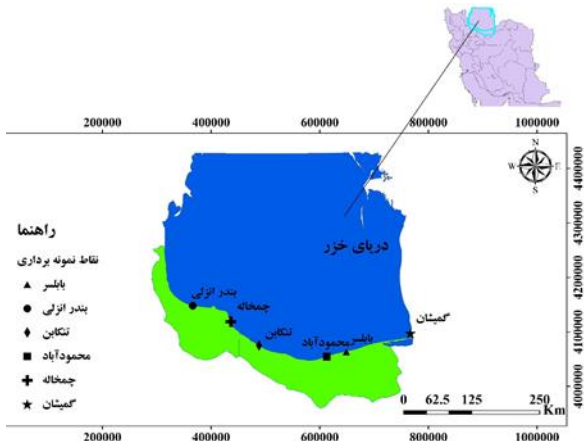 200000 400000 600000 800000 1000000
N
W E
S
4400000
4300000
4200000
4100000
4000000
دریای خزر
راهنما
نقاط نمونه برداری
بابلسر
بندر انزلی
تنکابن
محمودآباد
چمخاله
گمیشان
بندر انزلی
چمخاله
تنکابن
محمودآباد
بابلسر
گمیشان
0 62.5 125 250
Km
200000 400000 600000 800000 1000000